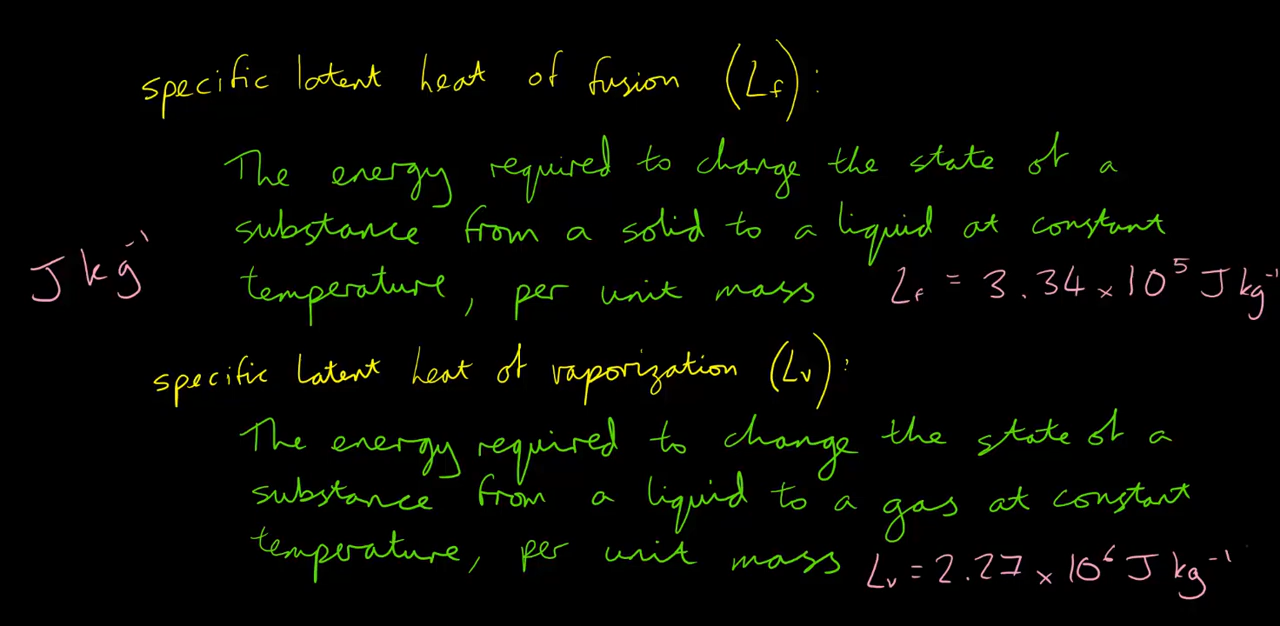 specific latent heat of fusion (Lf):
The energy required to change the state of a
substance from a solid to a liquid at constant
J kg⁻¹
temperature, per unit mass Lf = 3.34 × 10⁵ J kg⁻¹
specific latent heat of vaporization (Lv):
The energy required to change the state of a
substance from a liquid to a gas at constant
temperature, per unit mass Lv = 2.27 × 10⁶ J kg⁻¹